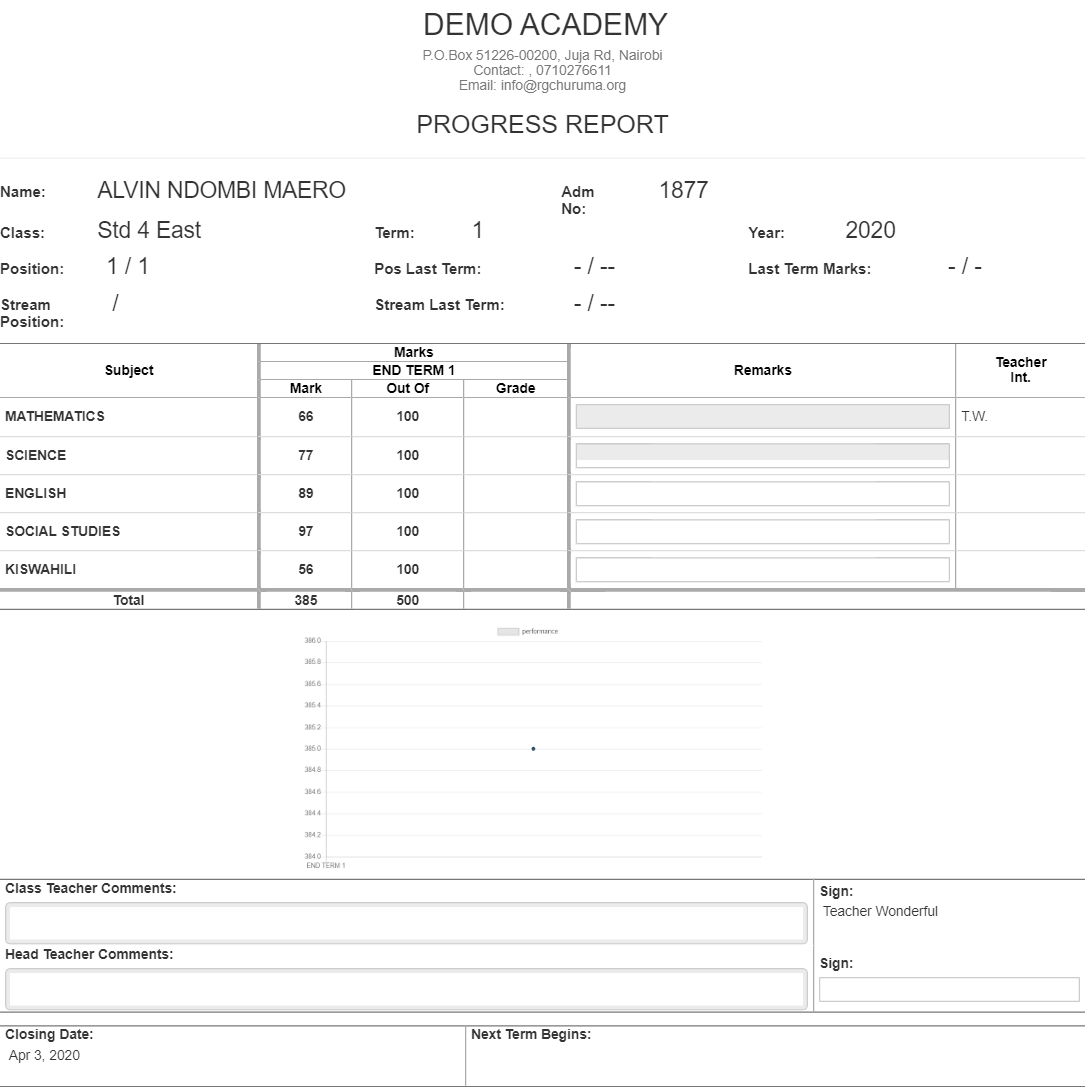 DEMO ACADEMY
P.O.Box 51226-00200, Juja Rd, Nairobi
Contact: , 0710276611
Email: info@rgchuruma.org
PROGRESS REPORT
Name: ALVIN NDOMBI MAERO Adm No: 1877
Class: Std 4 East Term: 1 Year: 2020
Position: 1 / 1 Pos Last Term: - / -- Last Term Marks: - / -
Stream Position: / Stream Last Term: - / --
Subject Marks Remarks Teacher Int.
END TERM 1
Mark Out Of Grade
MATHEMATICS 66 100 T.W.
SCIENCE 77 100
ENGLISH 89 100
SOCIAL STUDIES 97 100
KISWAHILI 56 100
Total 385 500
performance
386.0
385.8
385.6
385.4
385.2
385.0
384.8
384.6
384.4
384.2
384.0
END TERM 1
Class Teacher Comments:
Sign:
Teacher Wonderful
Head Teacher Comments:
Sign:
Closing Date: Next Term Begins:
Apr 3, 2020